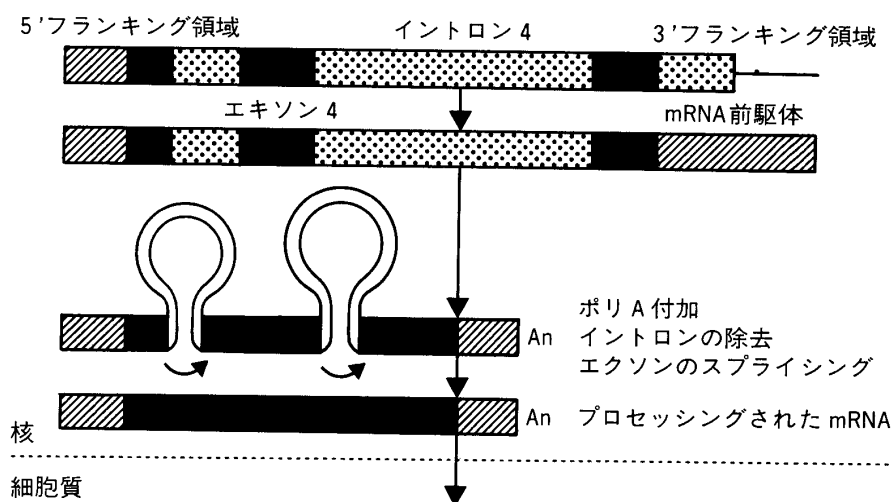 5'フランキング領域
イントロン4
3'フランキング領域
エキソン4
mRNA前駆体
ポリA付加
An イントロンの除去
エクソンのスプライシング
An プロセッシングされたmRNA
核
細胞質